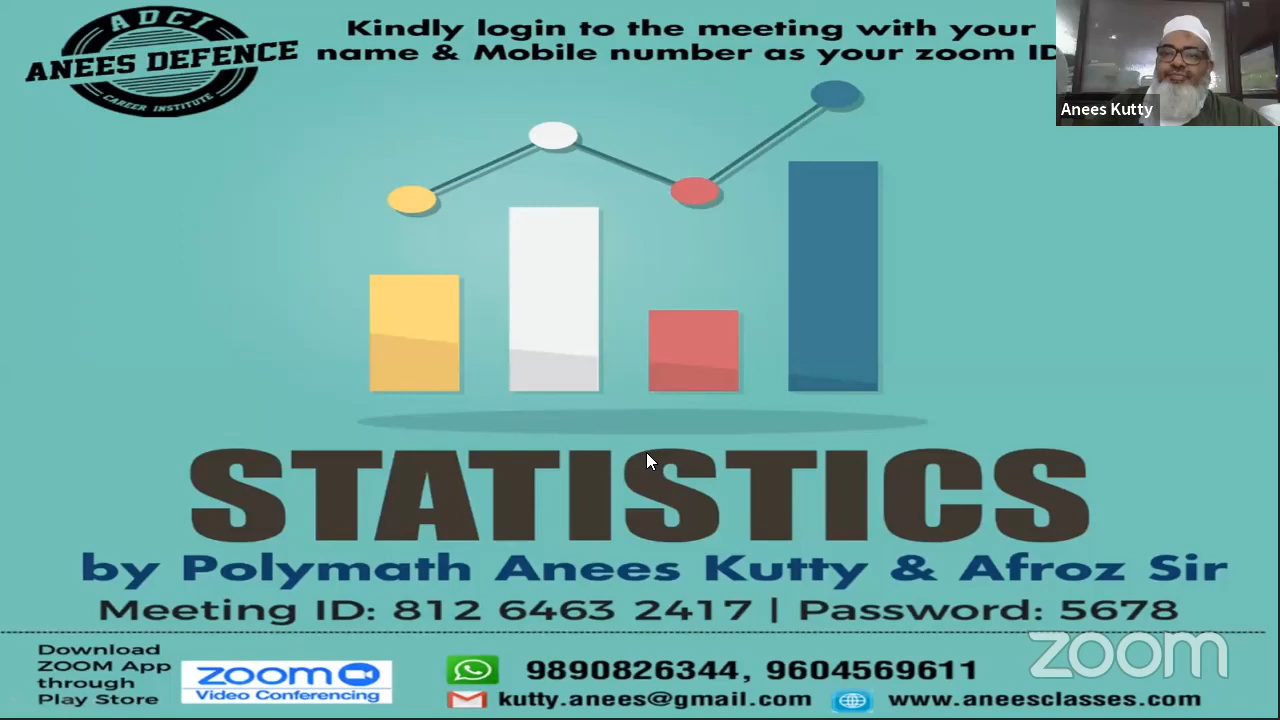 ADCI
ANEES DEFENCE
CAREER INSTITUTE
Kindly login to the meeting with your
name & Mobile number as your zoom ID
Anees Kutty
STATISTICS
by Polymath Anees Kutty & Afroz Sir
Meeting ID: 812 6463 2417 | Password: 5678
Download
ZOOM App
through
Play Store
zoom
Video Conferencing
9890826344, 9604569611
kutty.anees@gmail.com
www.aneesclasses.com
zoom